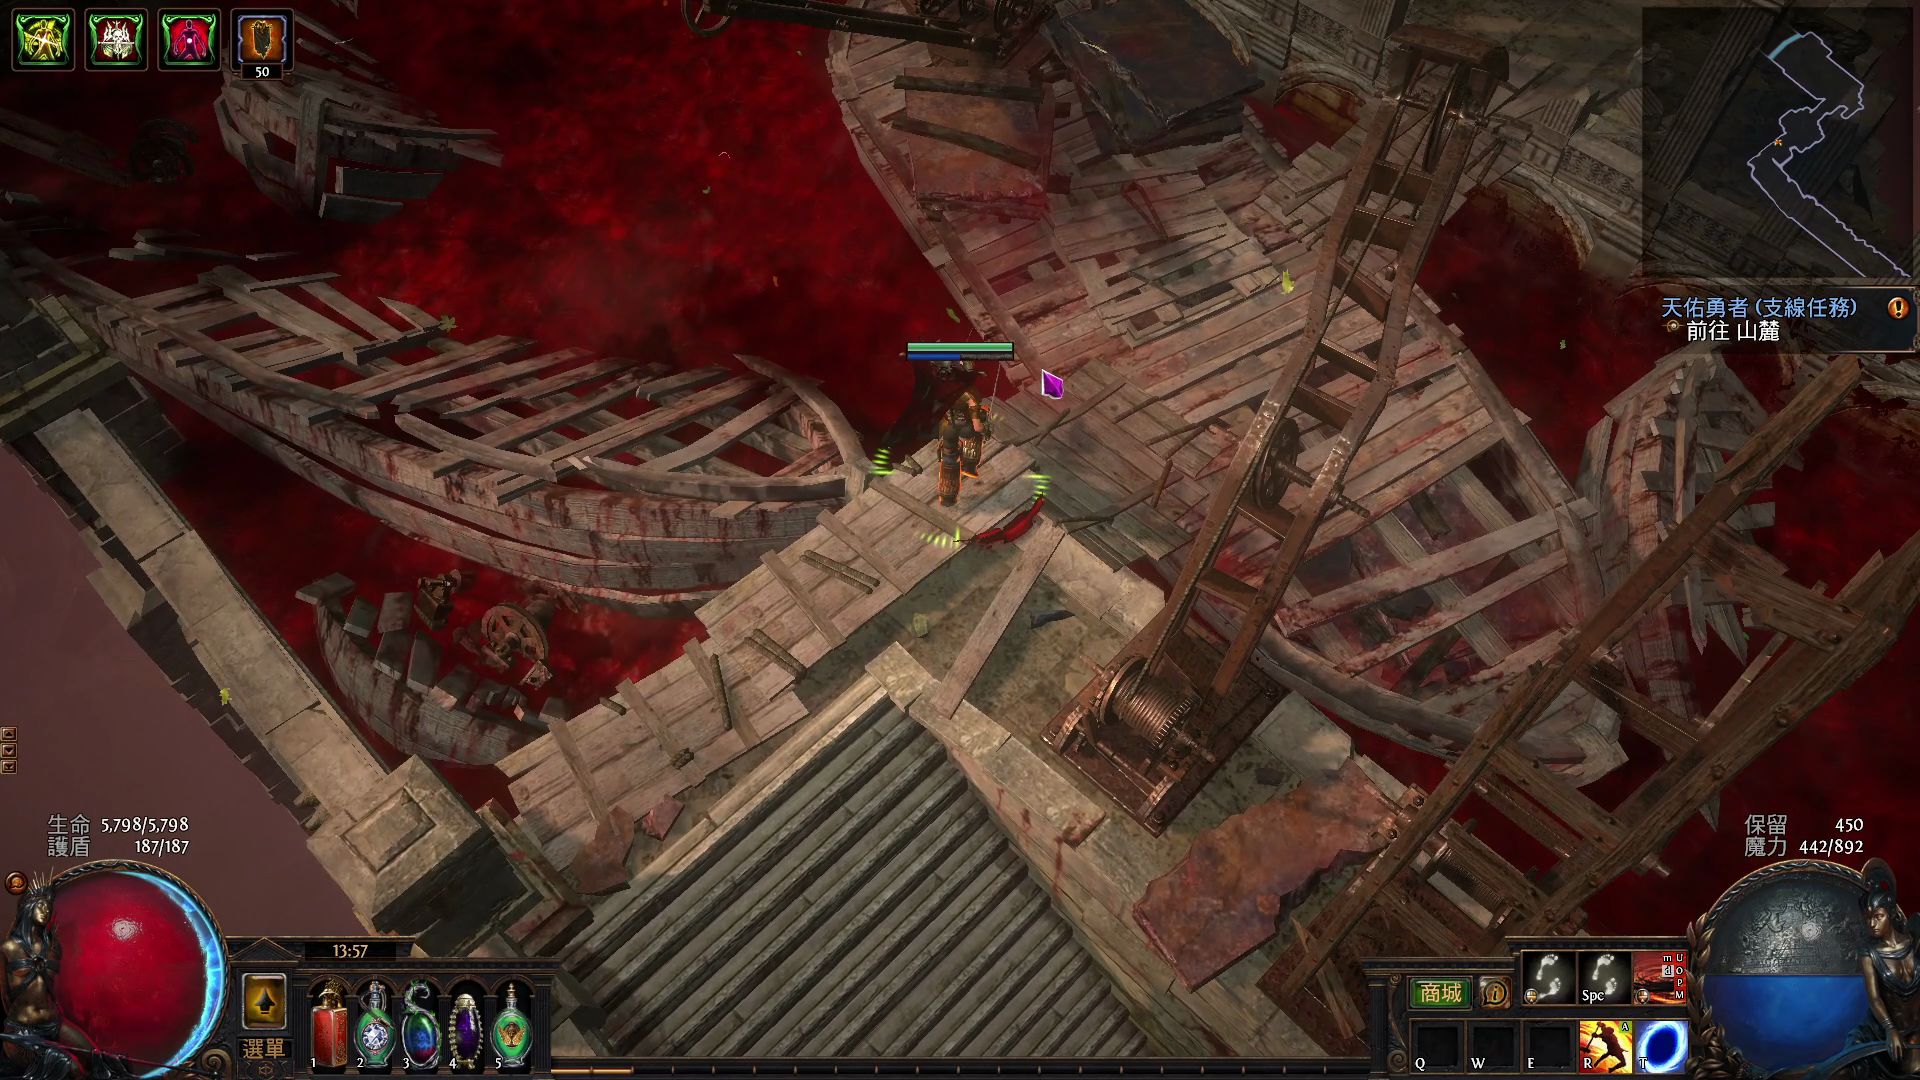 50
天佑勇者 (支線任務)
前往 山麓
生命 5,798/5,798
護盾 187/187
保留 450
魔力 442/892
13:57
選單
1
2
3
4
5
商城
Spc
m U
d O
P
M
Q
W
E
R
A
T